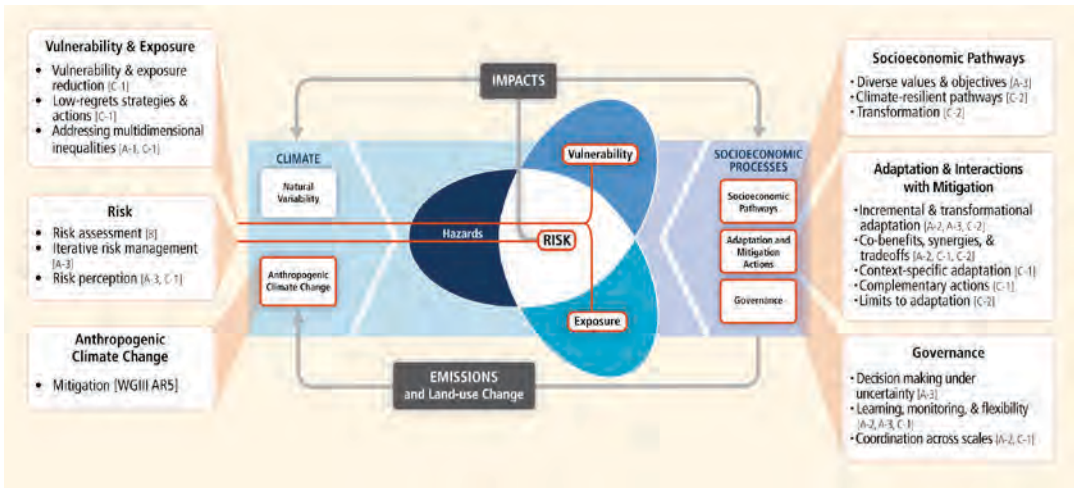 Vulnerability & Exposure
• Vulnerability & exposure
reduction [C-1]
• Low-regrets strategies &
actions [C-1]
• Addressing multidimensional
inequalities [A-1, C-1]
Risk
• Risk assessment [B]
• Iterative risk management
[A-3]
• Risk perception [A-3, C-1]
Anthropogenic
Climate Change
• Mitigation [WGIII AR5]
IMPACTS
CLIMATE
Natural
Variability
Anthropogenic
Climate Change
Vulnerability
Hazards
RISK
Exposure
EMISSIONS
and Land-use Change
SOCIOECONOMIC
PROCESSES
Socioeconomic
Pathways
Adaptation and
Mitigation
Actions
Governance
Socioeconomic Pathways
• Diverse values & objectives [A-3]
• Climate-resilient pathways [C-2]
• Transformation [C-2]
Adaptation & Interactions
with Mitigation
• Incremental & transformational
adaptation [A-2, A-3, C-2]
• Co-benefits, synergies, &
tradeoffs [A-2, C-1, C-2]
• Context-specific adaptation [C-1]
• Complementary actions [C-1]
• Limits to adaptation [C-2]
Governance
• Decision making under
uncertainty [A-3]
• Learning, monitoring, & flexibility
[A-2, A-3, C-1]
• Coordination across scales [A-2, C-1]